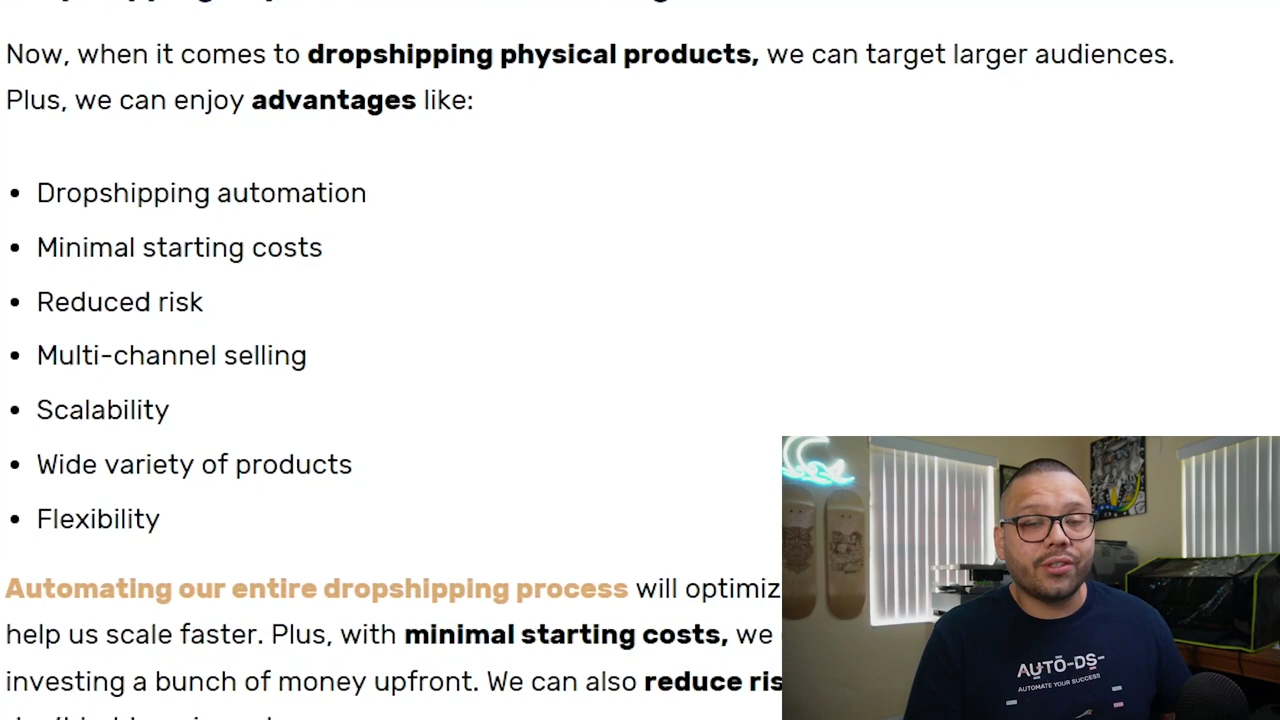 Now, when it comes to dropshipping physical products, we can target larger audiences.
Plus, we can enjoy advantages like:
• Dropshipping automation
• Minimal starting costs
• Reduced risk
• Multi-channel selling
• Scalability
• Wide variety of products
• Flexibility
Automating our entire dropshipping process will optimiz
help us scale faster. Plus, with minimal starting costs, we
investing a bunch of money upfront. We can also reduce ris
AUTO-DS
AUTOMATE YOUR SUCCESS